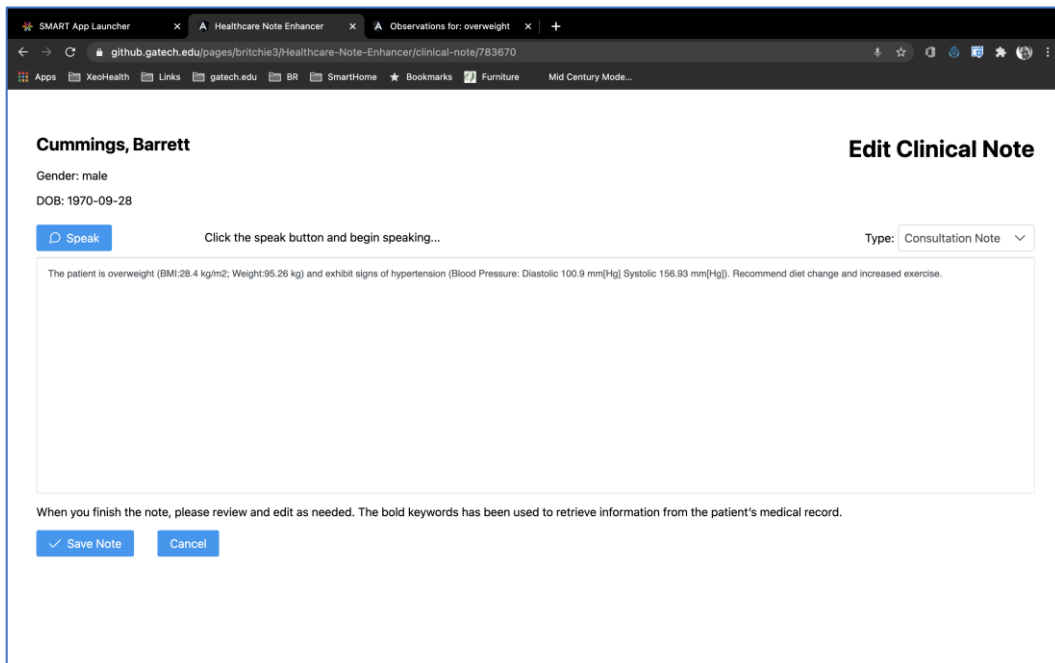 SMART App Launcher Healthcare Note Enhancer Observations for: overweight
github.gatech.edu/pages/britchie3/Healthcare-Note-Enhancer/clinical-note/783670
Apps XeoHealth Links gatech.edu BR SmartHome Bookmarks Furniture Mid Century Mode...
Cummings, Barrett
Edit Clinical Note
Gender: male
DOB: 1970-09-28
Speak Click the speak button and begin speaking... Type: Consultation Note
The patient is overweight (BMI:28.4 kg/m2; Weight:95.26 kg) and exhibit signs of hypertension (Blood Pressure: Diastolic 100.9 mm[Hg] Systolic 156.93 mm[Hg]). Recommend diet change and increased exercise.
When you finish the note, please review and edit as needed. The bold keywords has been used to retrieve information from the patient's medical record.
Save Note Cancel